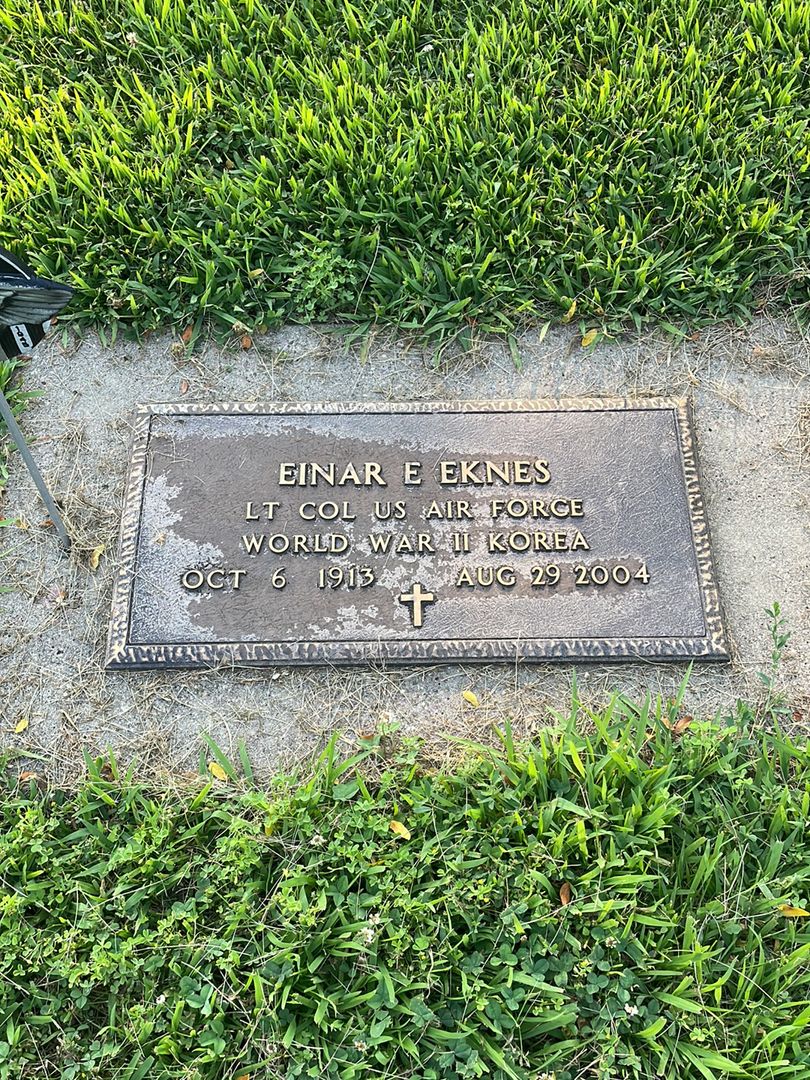 EINAR E EKNES
LT COL US AIR FORCE
WORLD WAR II KOREA
OCT 6 1913 AUG 29 2004